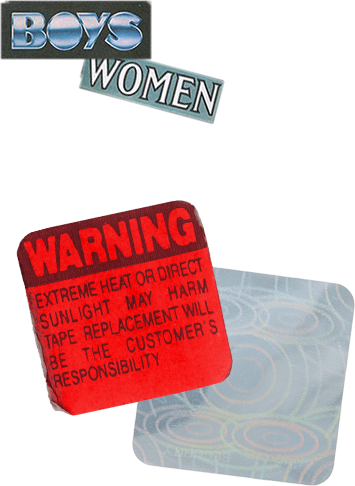 BOYS
WOMEN
WARNING
EXTREME HEAT OR DIRECT
SUNLIGHT MAY HARM
TAPE REPLACEMENT WILL
BE THE CUSTOMER'S
RESPONSIBILITY